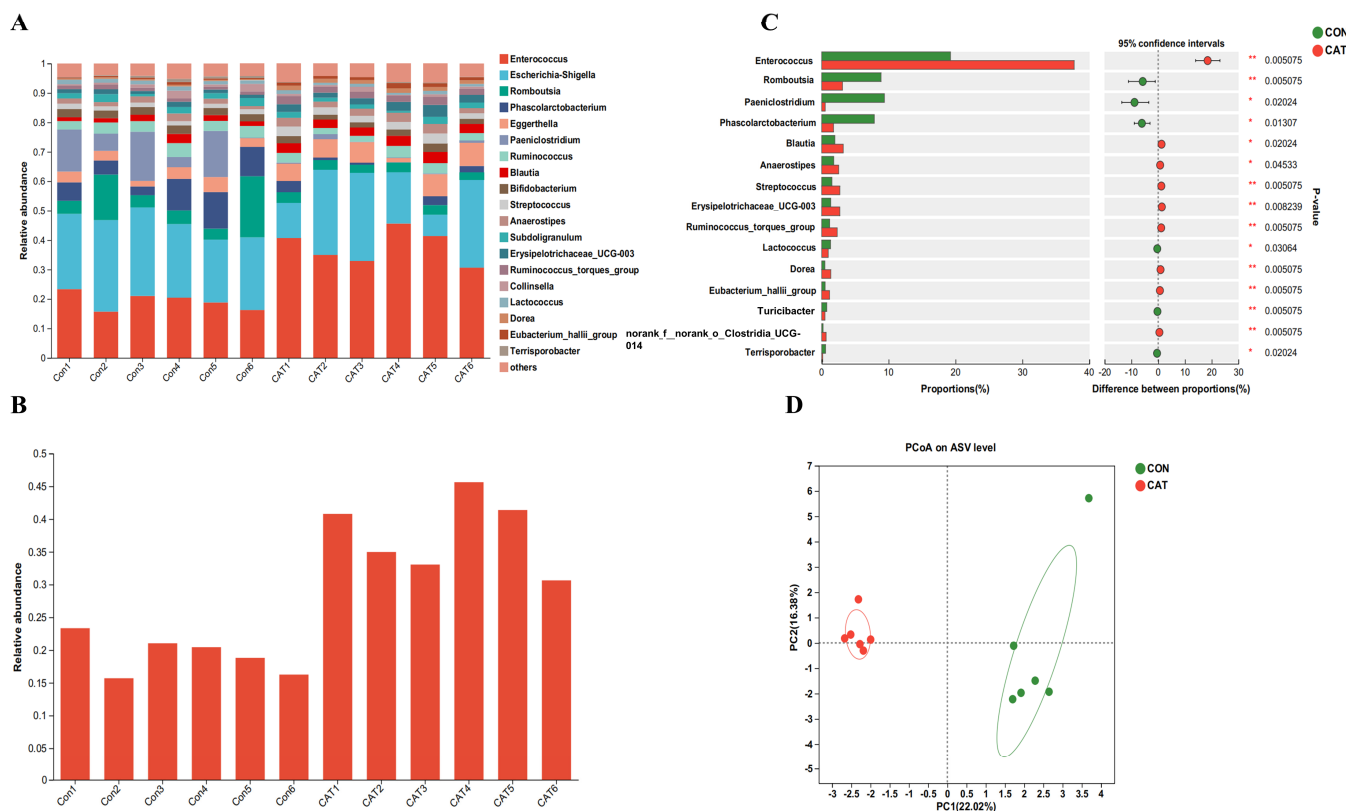 A
Relative abundance
1
0.9
0.8
0.7
0.6
0.5
0.4
0.3
0.2
0.1
0
Con1
Con2
Con3
Con4
Con5
Con6
CAT1
CAT2
CAT3
CAT4
CAT5
CAT6
Enterococcus
Escherichia-Shigella
Romboutsia
Phascolarctobacterium
Eggerthella
Paeniclostridium
Ruminococcus
Blautia
Bifidobacterium
Streptococcus
Anaerostipes
Subdoligranulum
Erysipelotrichaceae_UCG-003
Ruminococcus_torques_group
Collinsella
Lactococcus
Dorea
Eubacterium_hallii_group
Terrisporobacter
others
B
Relative abundance
0.5
0.45
0.4
0.35
0.3
0.25
0.2
0.15
0.1
0.05
0
Con1
Con2
Con3
Con4
Con5
Con6
CAT1
CAT2
CAT3
CAT4
CAT5
CAT6
C
CON
CAT
95% confidence intervals
Enterococcus ** 0.005075
Romboutsia ** 0.005075
Paeniclostridium * 0.02024
Phascolarctobacterium * 0.01307
Blautia * 0.02024
Anaerostipes * 0.04533
Streptococcus ** 0.005075
Erysipelotrichaceae_UCG-003 ** 0.008239
Ruminococcus_torques_group ** 0.005075
Lactococcus * 0.03064
Dorea ** 0.005075
Eubacterium_hallii_group ** 0.005075
Turicibacter ** 0.005075
norank_f_norank_o_Clostridia_UCG-
014 ** 0.005075
Terrisporobacter * 0.02024
P-value
0 10 20 30 40
Proportions(%)
-20 -10 0 10 20 30
Difference between proportions(%)
D
PCoA on ASV level
CON
CAT
PC2(16.38%)
7
6
5
4
3
2
1
0
-1
-2
-3
-4
-5
-3 -2.5 -2 -1.5 -1 -0.5 0 0.5 1 1.5 2 2.5 3 3.5 4
PC1(22.02%)